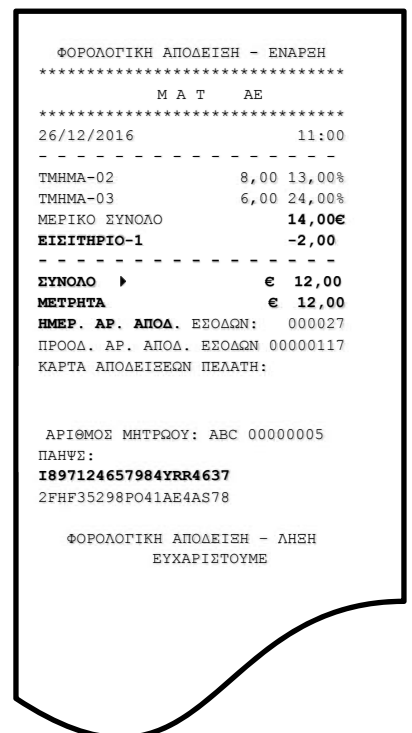 ΦΟΡΟΛΟΓΙΚΗ ΑΠΟΔΕΙΞΗ - ΕΝΑΡΞΗ
********************************
Μ Α Τ ΑΕ
********************************
26/12/2016 11:00
- - - - - - - - - - - - - - - -
ΤΜΗΜΑ-02 8,00 13,00%
ΤΜΗΜΑ-03 6,00 24,00%
ΜΕΡΙΚΟ ΣΥΝΟΛΟ 14,00€
ΕΙΣΙΤΗΡΙΟ-1 -2,00
- - - - - - - - - - - - - - - -
ΣΥΝΟΛΟ € 12,00
ΜΕΤΡΗΤΑ € 12,00
ΗΜΕΡ. ΑΡ. ΑΠΟΔ. ΕΣΟΔΩΝ: 000027
ΠΡΟΟΔ. ΑΡ. ΑΠΟΔ. ΕΣΟΔΩΝ 00000117
ΚΑΡΤΑ ΑΠΟΔΕΙΞΕΩΝ ΠΕΛΑΤΗ:
ΑΡΙΘΜΟΣ ΜΗΤΡΩΟΥ: ABC 00000005
ΠΑΗΨΣ:
I897124657984YRR4637
2FHF35298PO41AE4AS78
ΦΟΡΟΛΟΓΙΚΗ ΑΠΟΔΕΙΞΗ - ΛΗΞΗ
ΕΥΧΑΡΙΣΤΟΥΜΕ